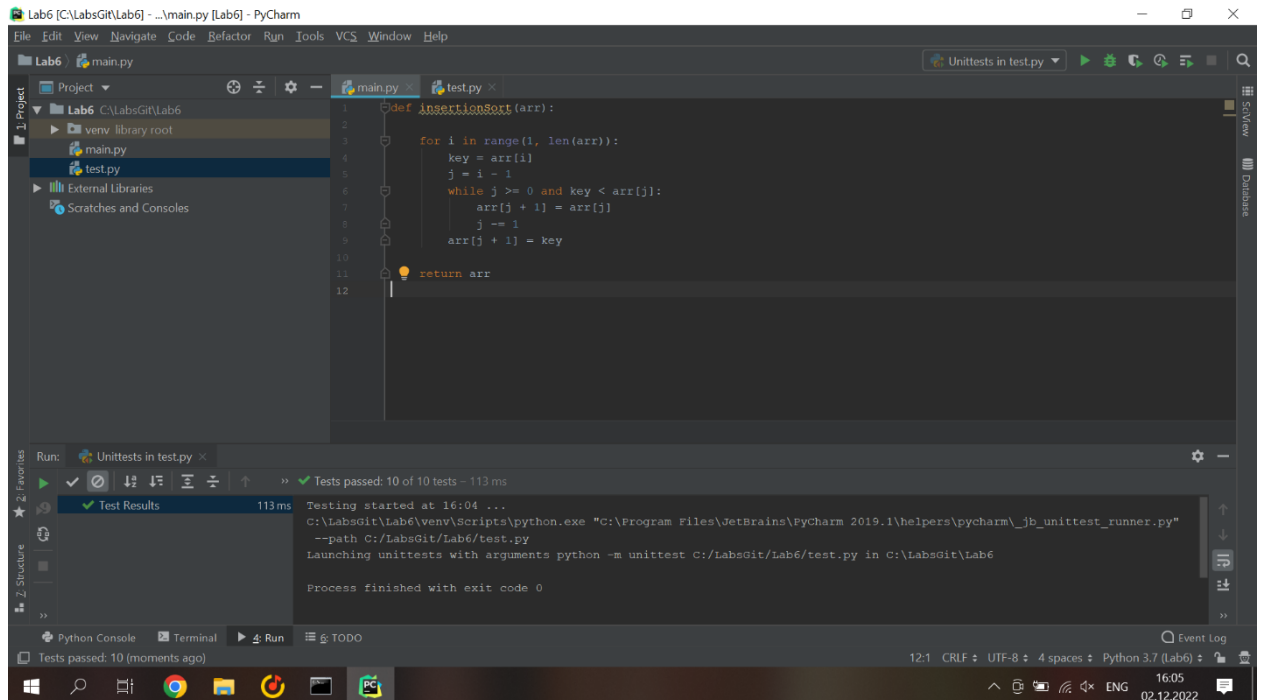 Lab6 [C:\LabsGit\Lab6] - ...\main.py [Lab6] - PyCharm
File Edit View Navigate Code Refactor Run Tools VCS Window Help
Lab6 main.py Unittests in test.py
1: Project
Project
main.py test.py
SciView
Database
Lab6 C:\LabsGit\Lab6
venv library root
main.py
test.py
External Libraries
Scratches and Consoles
1 def insertionSort(arr):
2
3 for i in range(1, len(arr)):
4 key = arr[i]
5 j = i - 1
6 while j >= 0 and key < arr[j]:
7 arr[j + 1] = arr[j]
8 j -= 1
9 arr[j + 1] = key
10
11 return arr
12
2: Favorites
7: Structure
Run: Unittests in test.py
Tests passed: 10 of 10 tests – 113 ms
Test Results 113 ms
Testing started at 16:04 ...
C:\LabsGit\Lab6\venv\Scripts\python.exe "C:\Program Files\JetBrains\PyCharm 2019.1\helpers\pycharm\_jb_unittest_runner.py"
--path C:/LabsGit/Lab6/test.py
Launching unittests with arguments python -m unittest C:/LabsGit/Lab6/test.py in C:\LabsGit\Lab6
Process finished with exit code 0
Python Console Terminal 4: Run 6: TODO Event Log
Tests passed: 10 (moments ago) 12:1 CRLF UTF-8 4 spaces Python 3.7 (Lab6)
PC
ENG 16:05
02.12.2022